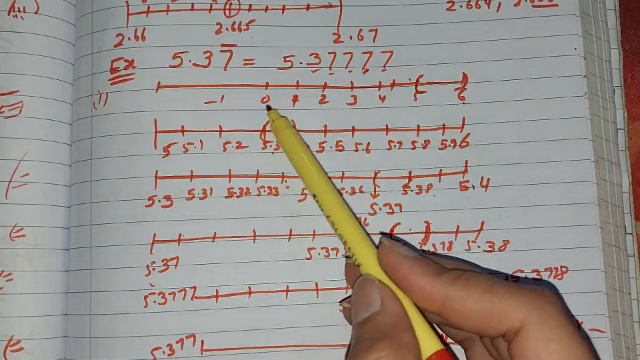 2.664,
2.66 2.665 2.67
Ex 5.37̅ = 5.37777
(i) -1 0 1 2 3 4 5 6
5 5.1 5.2 5.5 5.6 5.7 5.8 5.9 6
5.3 5.31 5.32 5.33 5.36 5.37 5.38 5.4
5.37 5.378 5.38
5.3777 5.3778
5.377